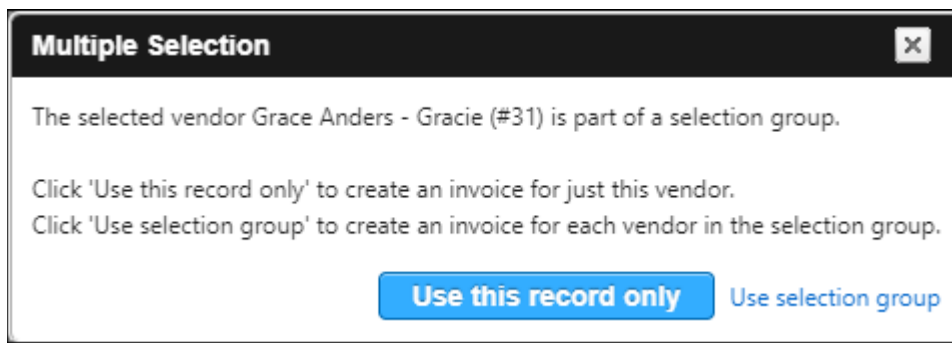 Multiple Selection
The selected vendor Grace Anders - Gracie (#31) is part of a selection group.
Click 'Use this record only' to create an invoice for just this vendor.
Click 'Use selection group' to create an invoice for each vendor in the selection group.
Use this record only Use selection group